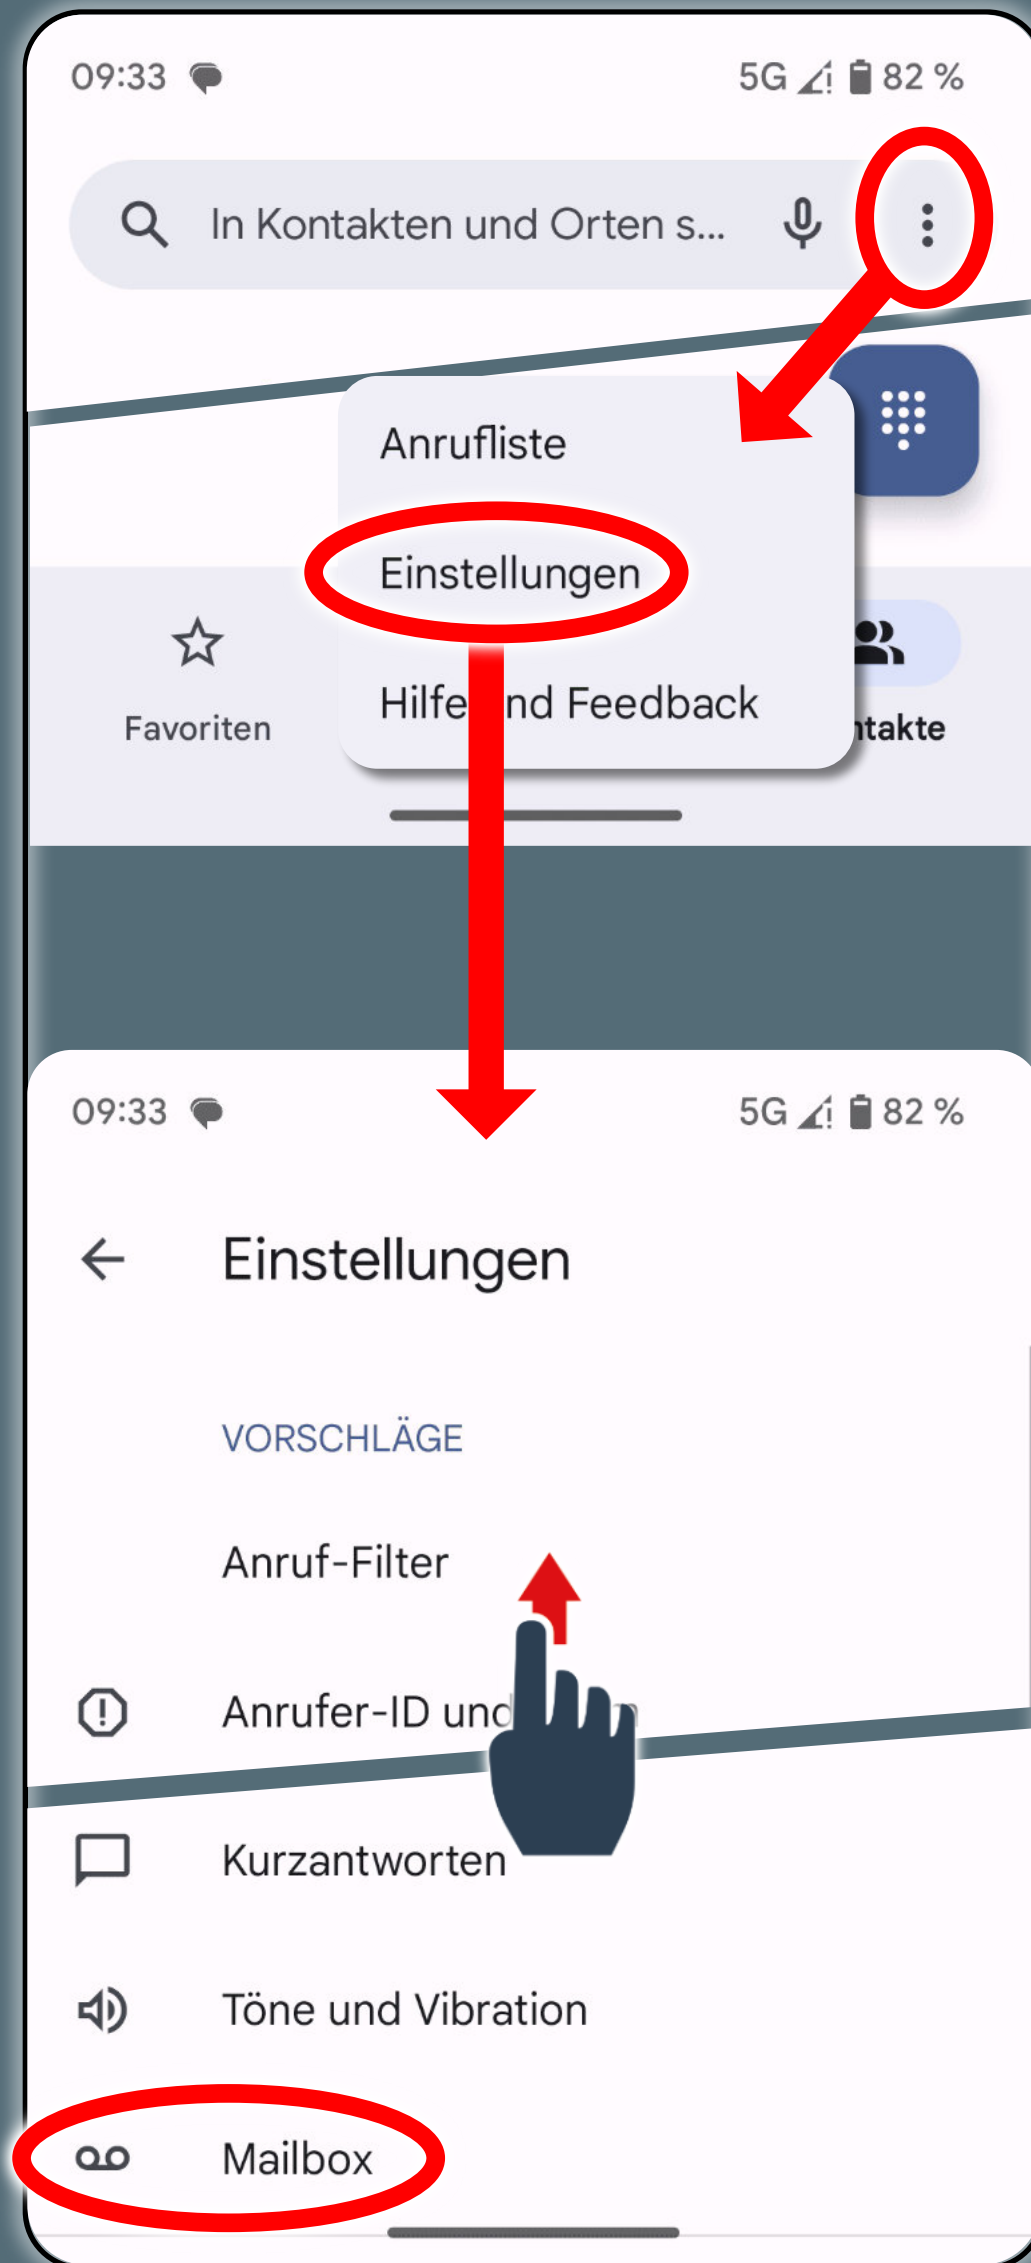 09:33 5G 82 %
In Kontakten und Orten s...
Anrufliste
Einstellungen
Hilfe nd Feedback
Favoriten ntakte
09:33 5G 82 %
Einstellungen
VORSCHLÄGE
Anruf-Filter
Anrufer-ID und
Kurzantworten
Töne und Vibration
Mailbox